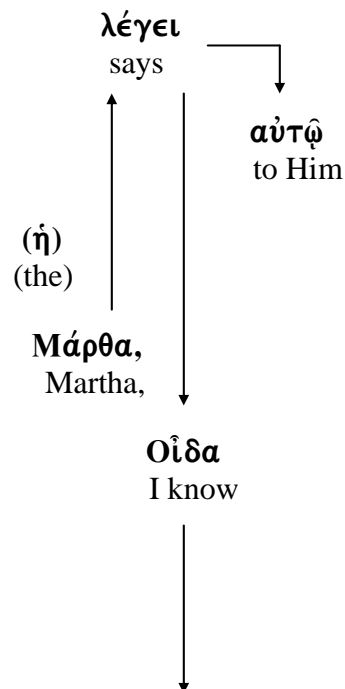 λέγει
says
αὐτῷ
to Him
(ἡ)
(the)
Μάρθα,
Martha,
Οἶδα
I know